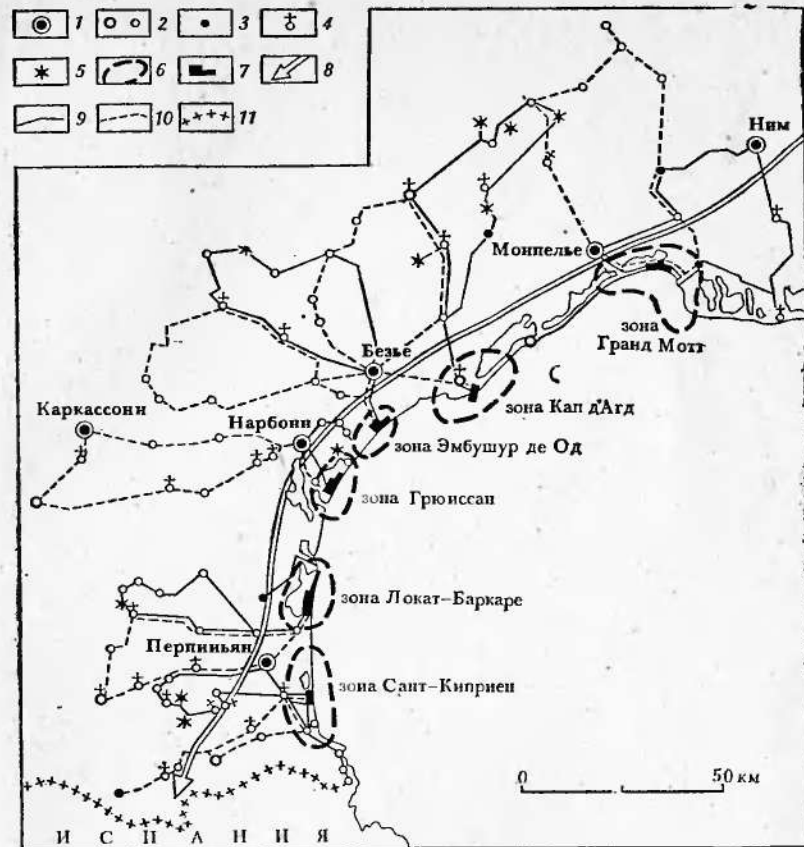 1 2 3 4
5 6 7 8
9 10 11
Ним
Монпелье
зона
Гранд Мотт
Безье
зона Кап д'Агд
Каркассони
Нарбонн
зона Эмбушур де Од
зона Грюиссан
зона Локат-Баркаре
Перпиньян
зона Сант-Киприен
0 50 км
ИСПАНИЯ